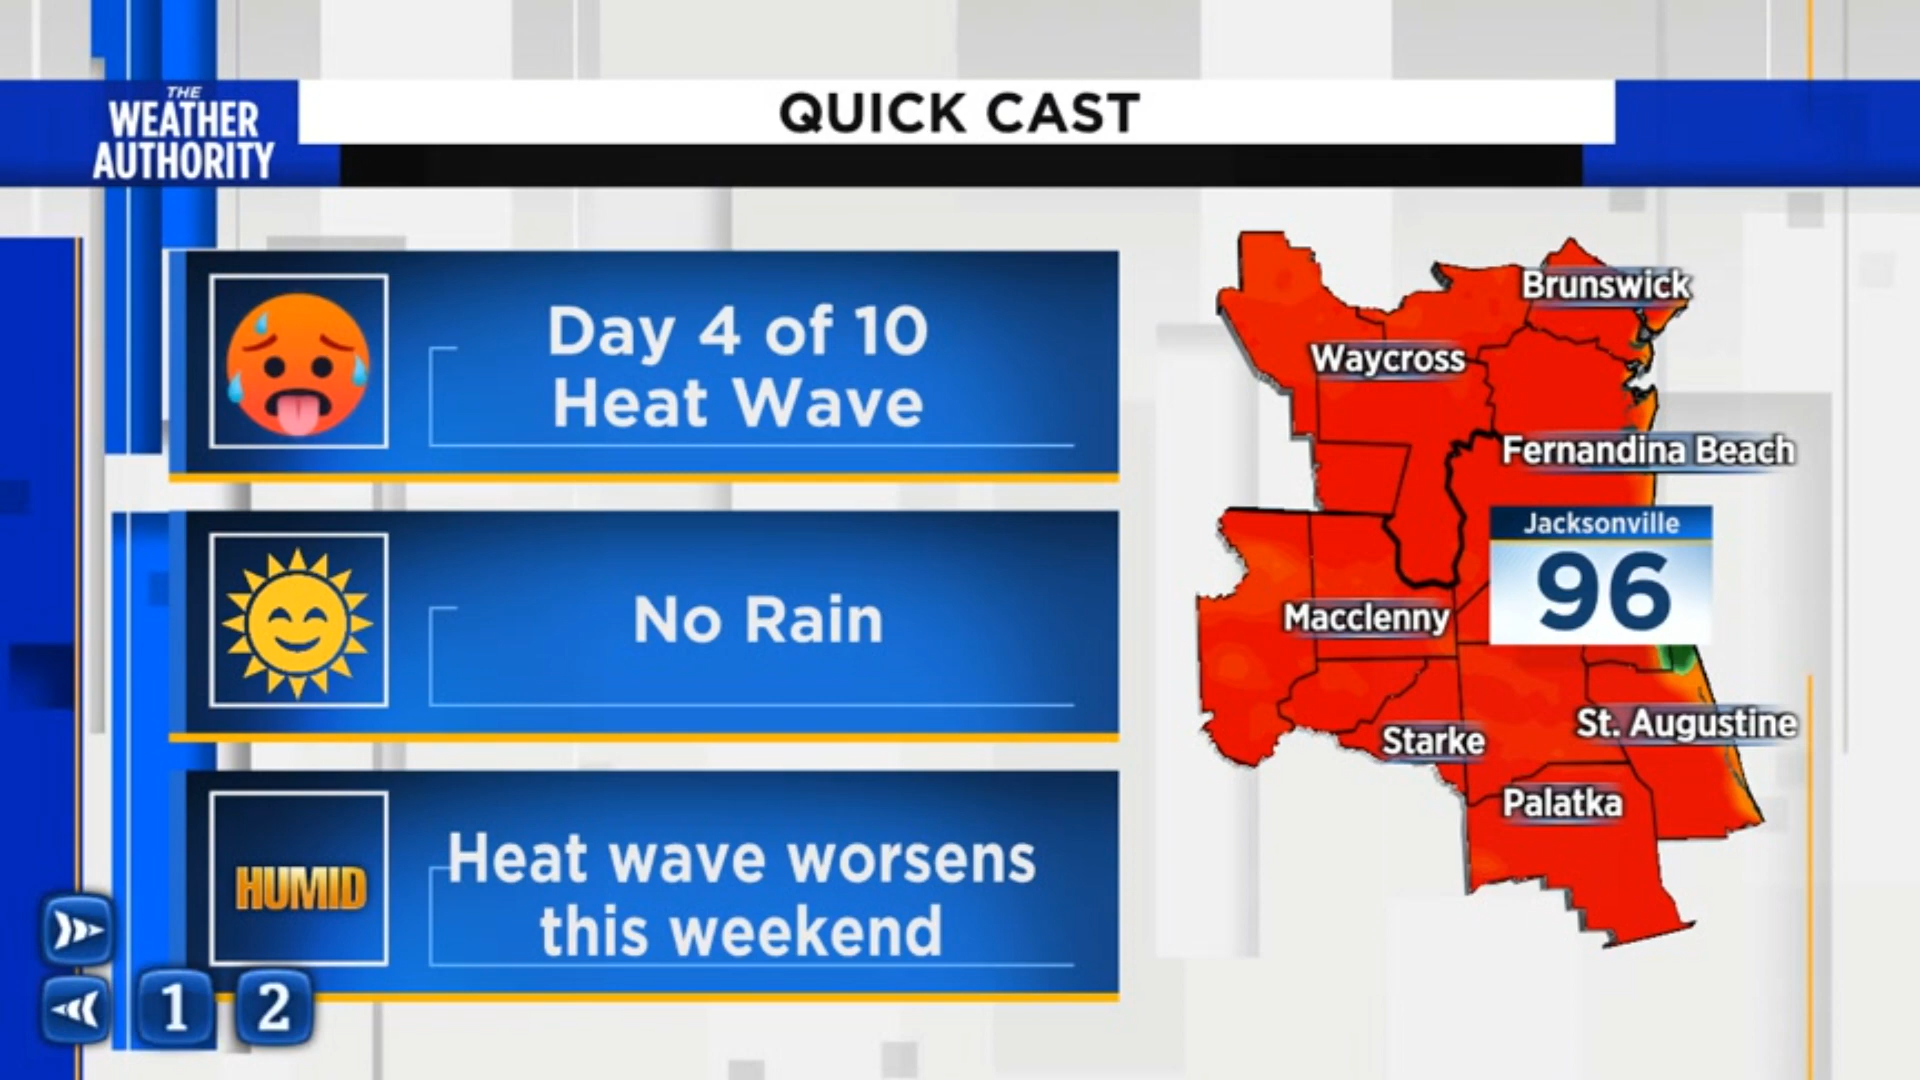 THE
WEATHER
AUTHORITY
QUICK CAST
Day 4 of 10
Heat Wave
No Rain
HUMID
Heat wave worsens
this weekend
1
2
Brunswick
Waycross
Fernandina Beach
Jacksonville
96
Macclenny
St. Augustine
Starke
Palatka